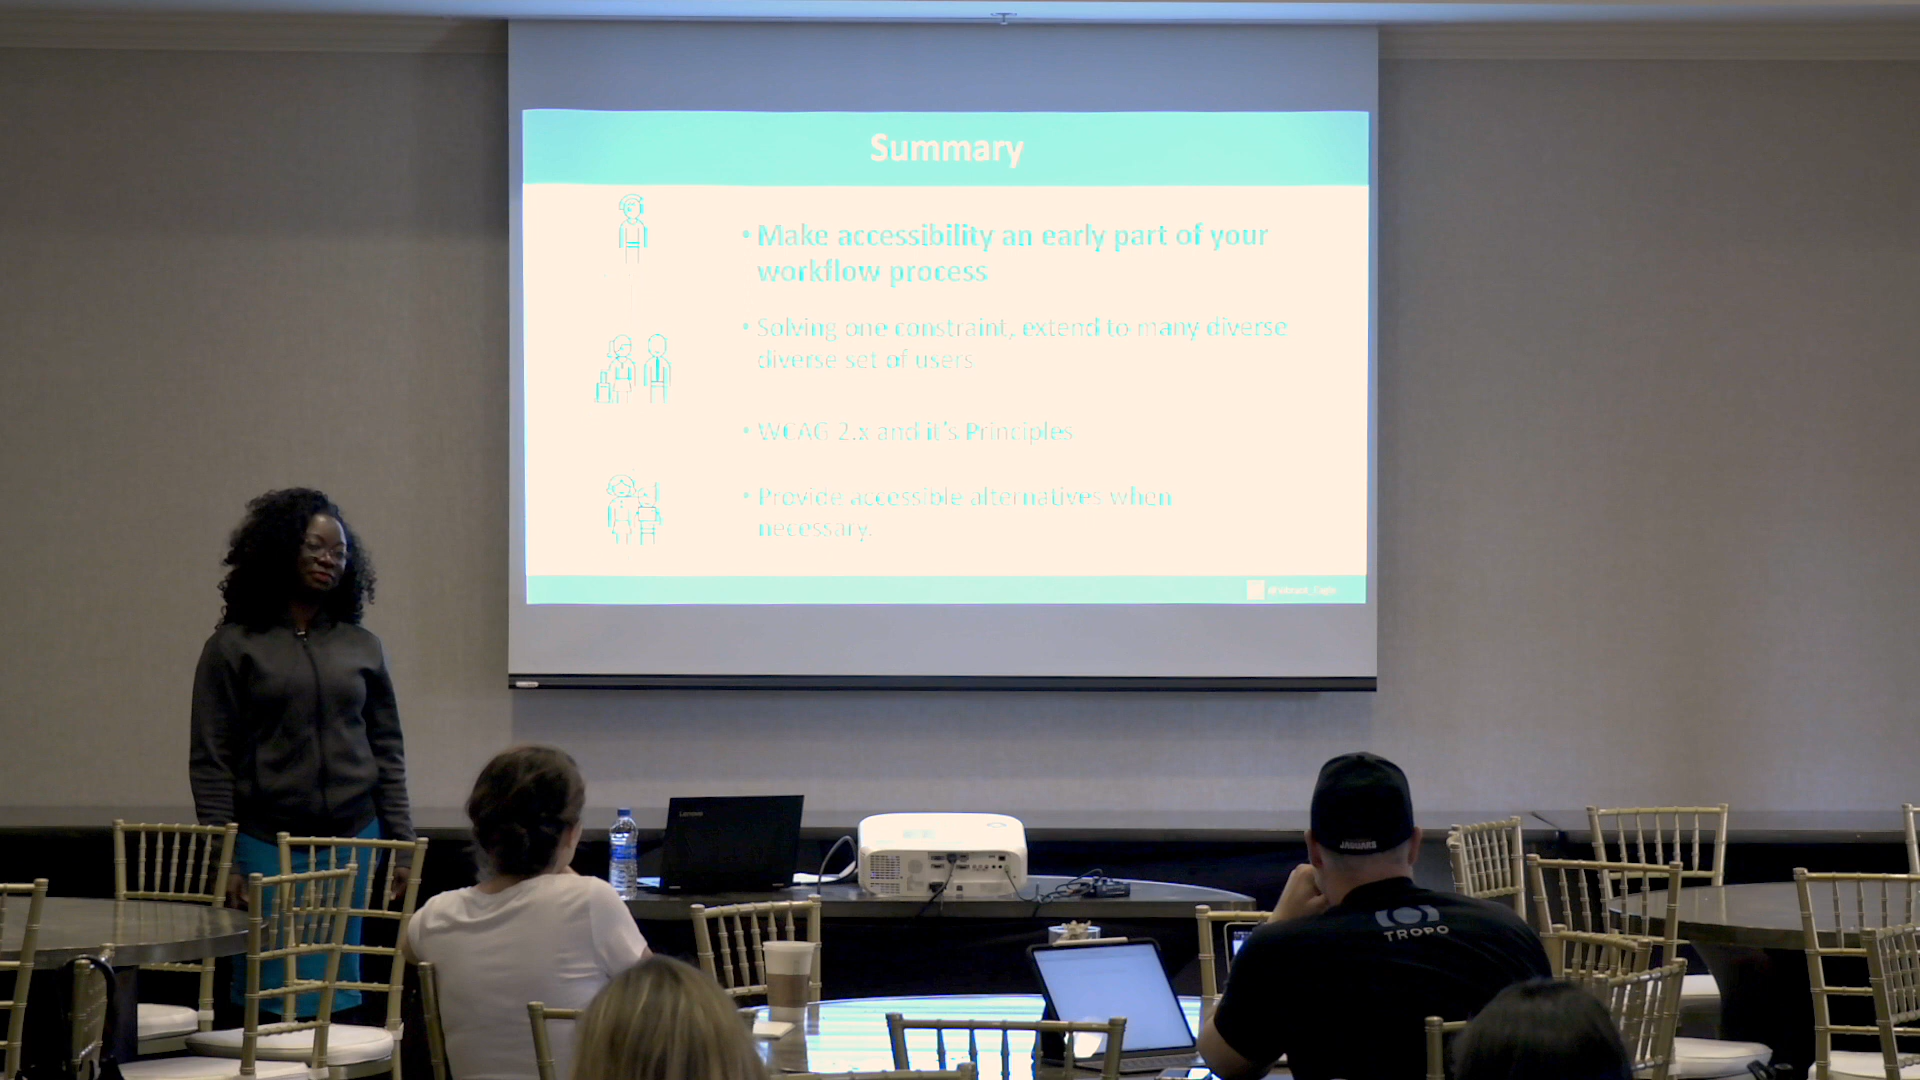 Summary
• Make accessibility an early part of your
workflow process
• Solving one constraint, extend to many diverse
diverse set of users
• WCAG 2.x and it's Principles
• Provide accessible alternatives when
necessary.
Lenovo
JAGUARS
TROPO